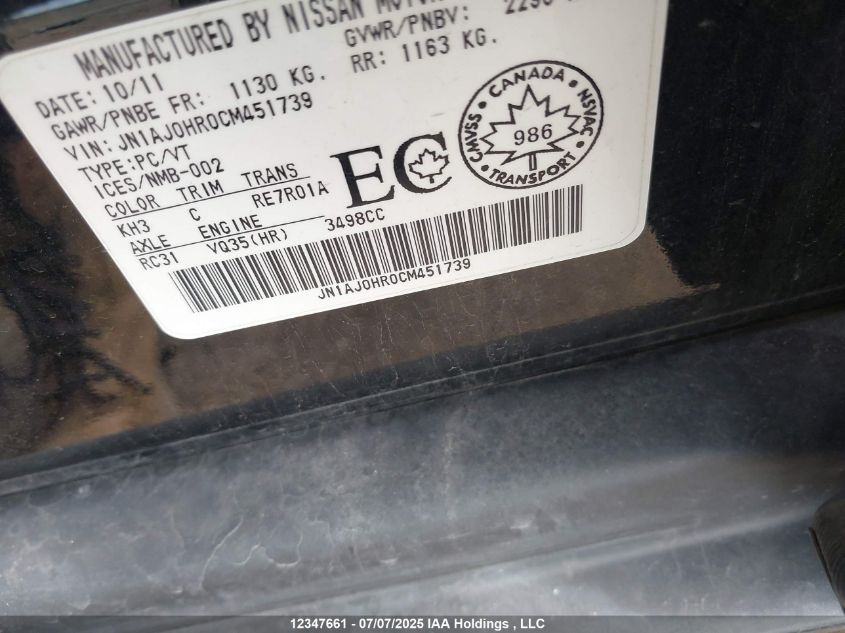 MANUFACTURED BY NISSAN
DATE: 10/11
GVWR/PNBV:
GAWR/PNBE FR: 1130 KG. RR: 1163 KG.
VIN: JN1AJ0HR0CM451739
TYPE:PC/VT
ICES/NMB-002
COLOR TRIM TRANS
KH3 C RE7R01A
AXLE ENGINE
RC31 VQ35(HR) 3498CC
EC
CANADA
CMVSS
NSVAC
986
TRANSPORT
JN1AJ0HR0CM451739
12347661 - 07/07/2025 IAA Holdings , LLC